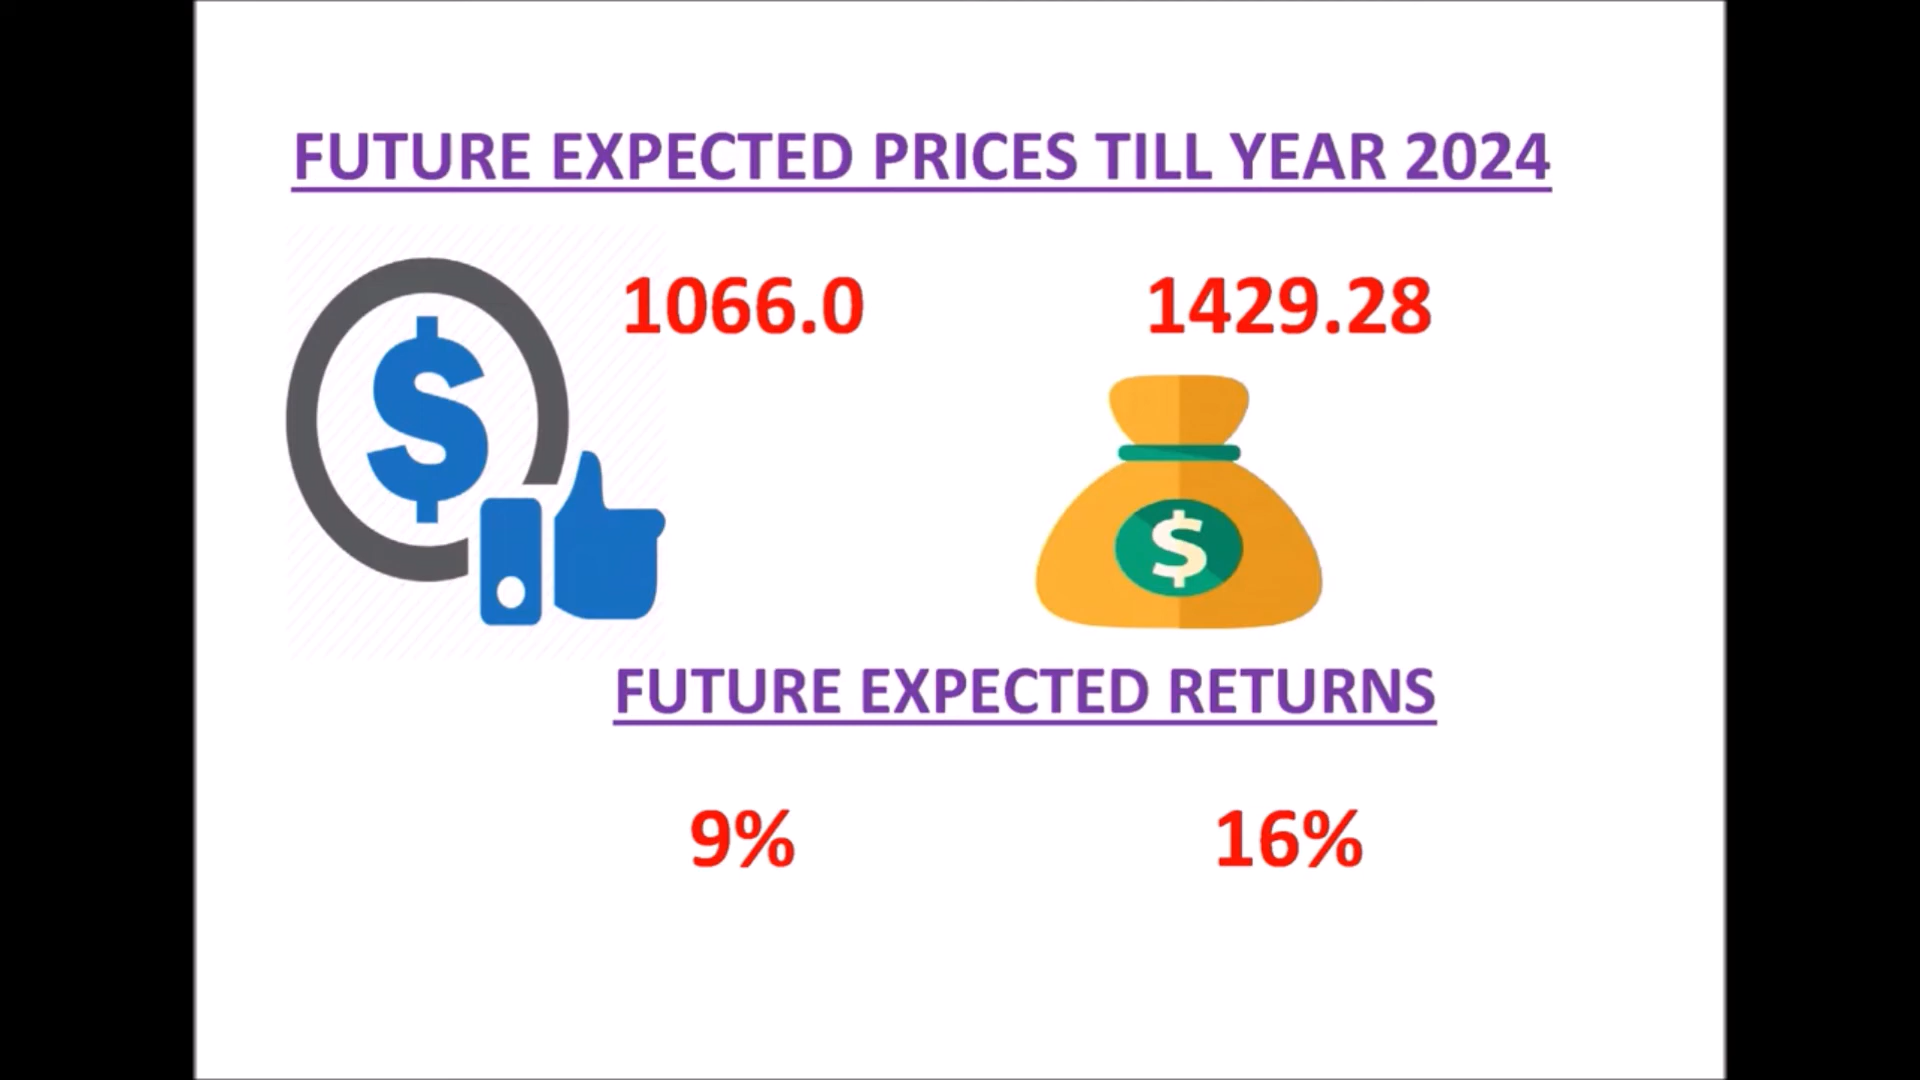 FUTURE EXPECTED PRICES TILL YEAR 2024
1066.0 1429.28
$
$
FUTURE EXPECTED RETURNS
9% 16%